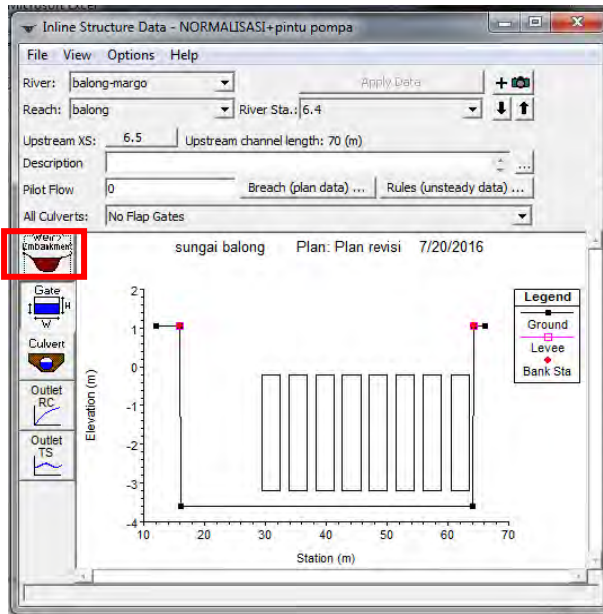 Inline Structure Data - NORMALISASI+pintu pompa
File View Options Help
River: balong-margo Apply Data
Reach: balong River Sta.: 6.4
Upstream XS: 6.5 Upstream channel length: 70 (m)
Description ...
Pilot Flow 0 Breach (plan data) ... Rules (unsteady data) ...
All Culverts: No Flap Gates
Weir/
Embankment
sungai balong Plan: Plan revisi 7/20/2016
Gate
H
W
Culvert
Outlet
RC
Outlet
TS
Legend
Ground
Levee
Bank Sta
Elevation (m)
2
1
0
-1
-2
-3
-4
10 20 30 40 50 60 70
Station (m)